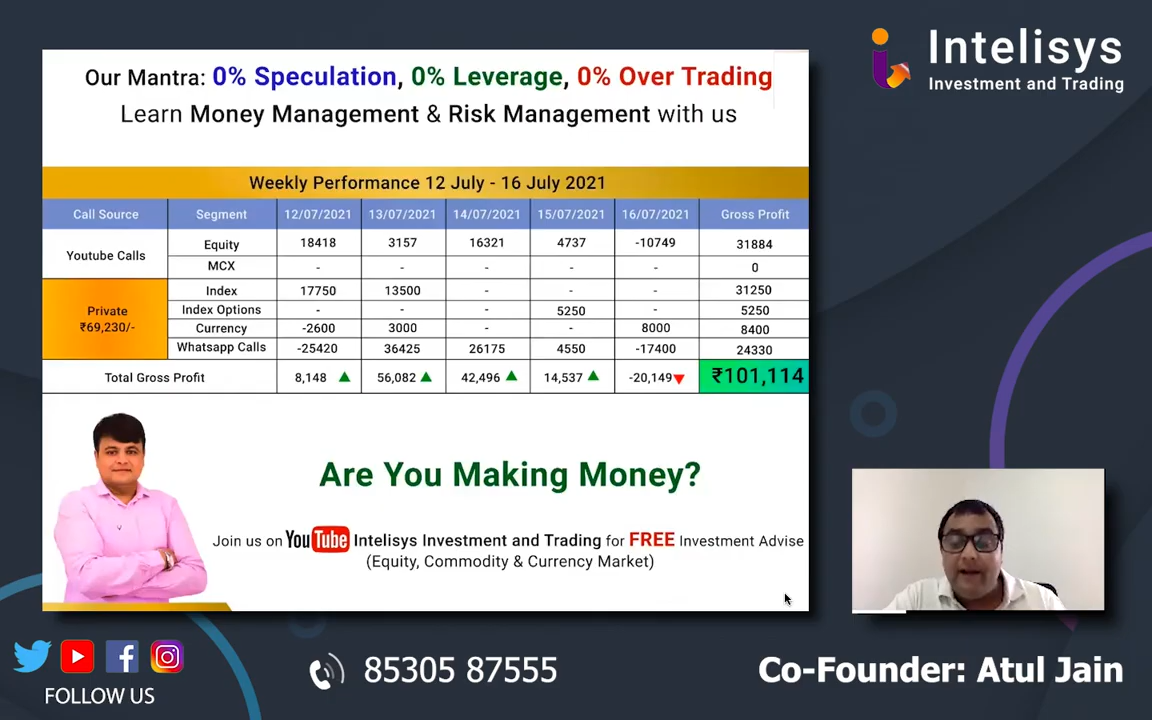 Intelisys
Investment and Trading
Our Mantra: 0% Speculation, 0% Leverage, 0% Over Trading
Learn Money Management & Risk Management with us
Weekly Performance 12 July - 16 July 2021
Call Source Segment 12/07/2021 13/07/2021 14/07/2021 15/07/2021 16/07/2021 Gross Profit
Youtube Calls
Equity 18418 3157 16321 4737 -10749 31884
MCX - - - - - 0
Private
₹69,230/-
Index 17750 13500 - - - 31250
Index Options - - - 5250 - 5250
Currency -2600 3000 - - 8000 8400
Whatsapp Calls -25420 36425 26175 4550 -17400 24330
Total Gross Profit 8,148 56,082 42,496 14,537 -20,149 ₹101,114
Are You Making Money?
Join us on YouTube Intelisys Investment and Trading for FREE Investment Advise
(Equity, Commodity & Currency Market)
FOLLOW US
85305 87555
Co-Founder: Atul Jain